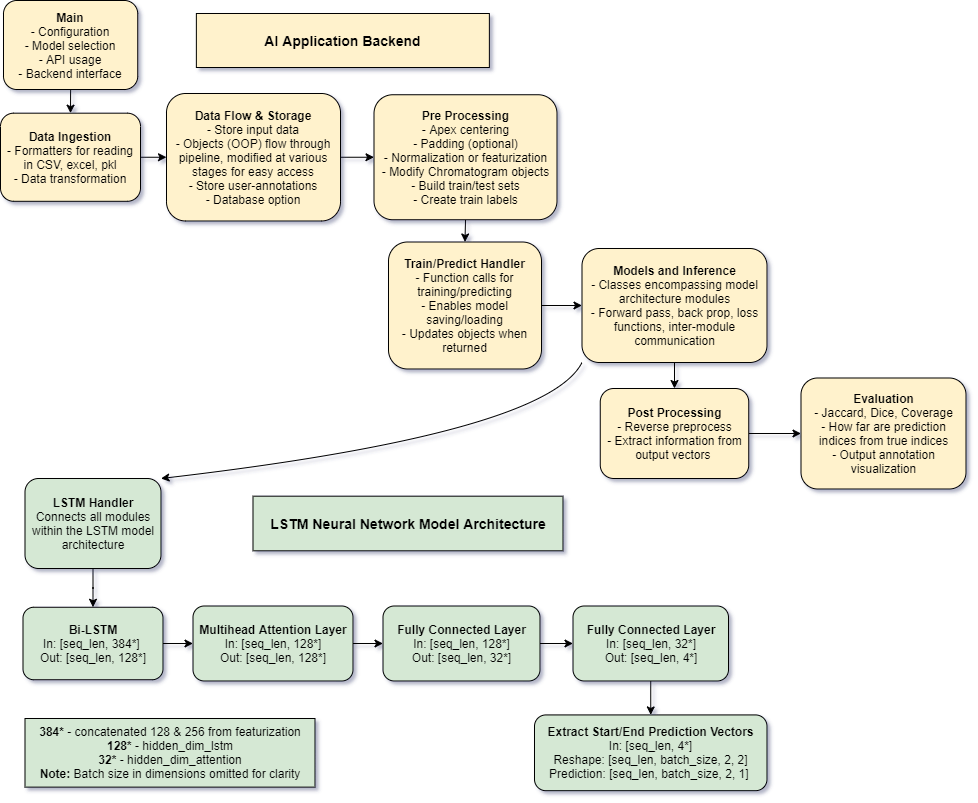 Main
- Configuration
- Model selection
- API usage
- Backend interface
AI Application Backend
Data Ingestion
- Formatters for reading
in CSV, excel, pkl
- Data transformation
Data Flow & Storage
- Store input data
- Objects (OOP) flow through
pipeline, modified at various
stages for easy access
- Store user-annotations
- Database option
Pre Processing
- Apex centering
- Padding (optional)
- Normalization or featurization
- Modify Chromatogram objects
- Build train/test sets
- Create train labels
Train/Predict Handler
- Function calls for
training/predicting
- Enables model
saving/loading
- Updates objects when
returned
Models and Inference
- Classes encompassing model
architecture modules
- Forward pass, back prop, loss
functions, inter-module
communication
Post Processing
- Reverse preprocess
- Extract information from
output vectors
Evaluation
- Jaccard, Dice, Coverage
- How far are prediction
indices from true indices
- Output annotation
visualization
LSTM Handler
Connects all modules
within the LSTM model
architecture
LSTM Neural Network Model Architecture
Bi-LSTM
In: [seq_len, 384*]
Out: [seq_len, 128*]
Multihead Attention Layer
In: [seq_len, 128*]
Out: [seq_len, 128*]
Fully Connected Layer
In: [seq_len, 128*]
Out: [seq_len, 32*]
Fully Connected Layer
In: [seq_len, 32*]
Out: [seq_len, 4*]
Extract Start/End Prediction Vectors
In: [seq_len, 4*]
Reshape: [seq_len, batch_size, 2, 2]
Prediction: [seq_len, batch_size, 2, 1]
384* - concatenated 128 & 256 from featurization
128* - hidden_dim_lstm
32* - hidden_dim_attention
Note: Batch size in dimensions omitted for clarity